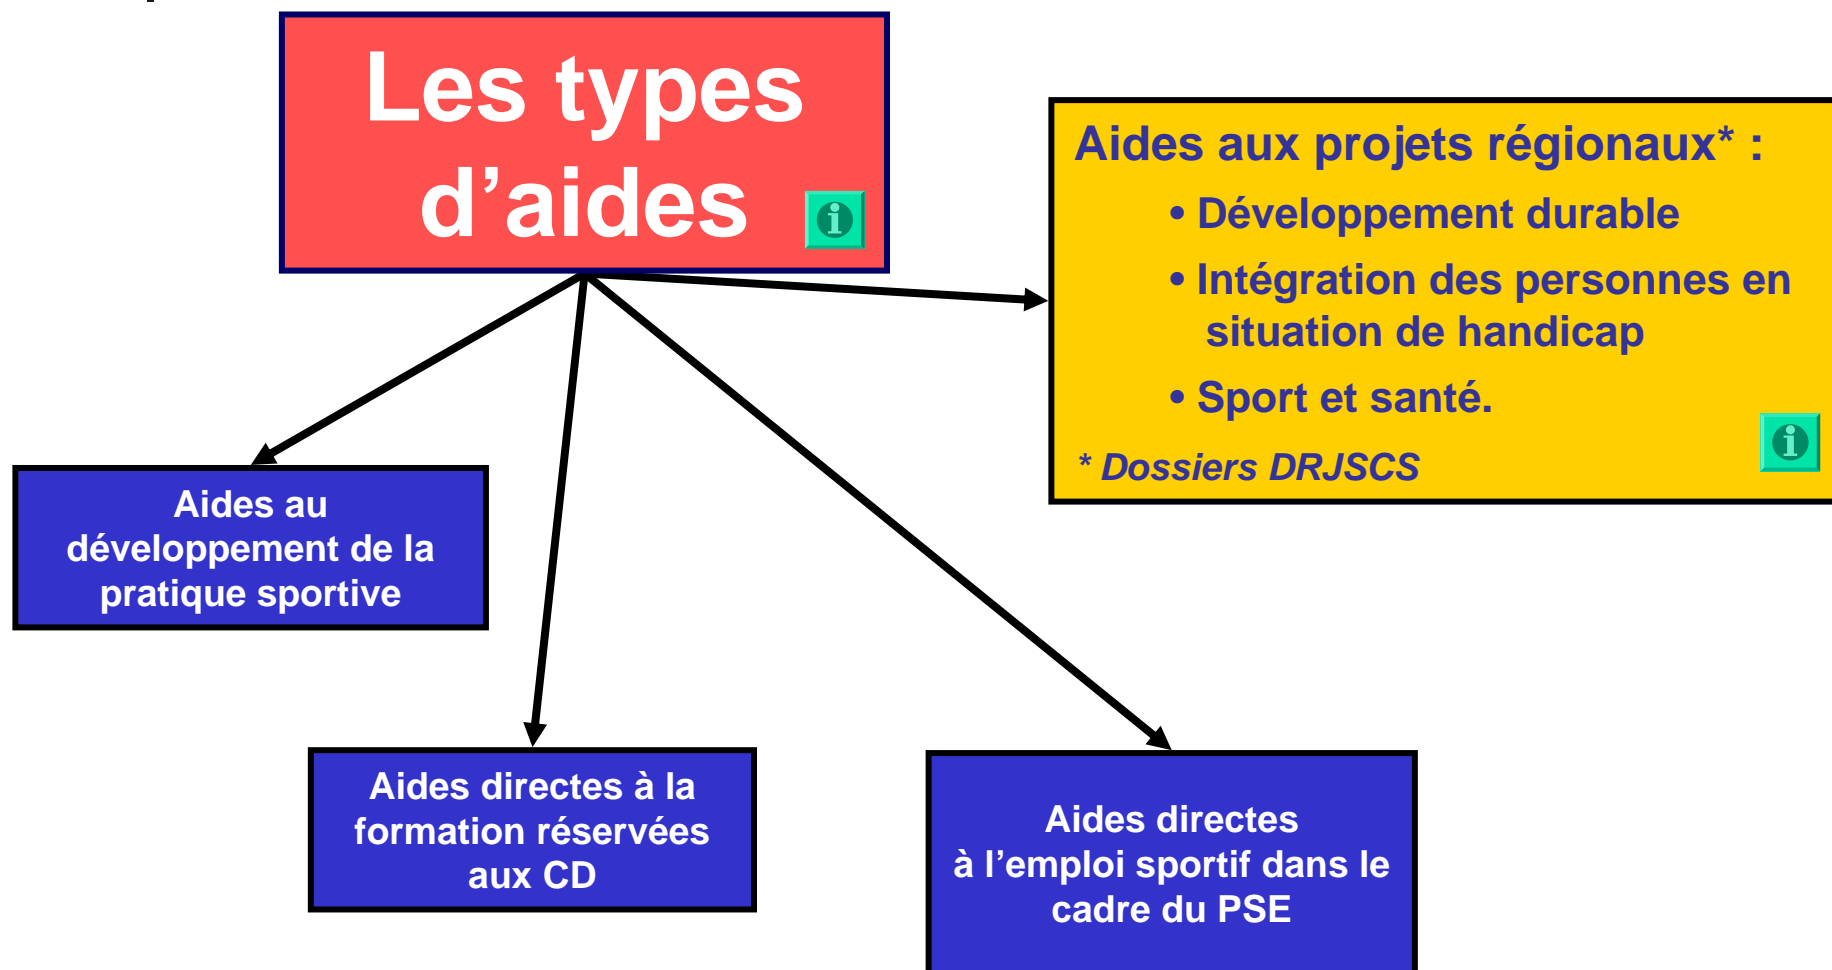 Les types
d’aides
Aides aux projets régionaux* :
• Développement durable
• Intégration des personnes en
situation de handicap
• Sport et santé.
* Dossiers DRJSCS
Aides au
développement de la
pratique sportive
Aides directes à la
formation réservées
aux CD
Aides directes
à l’emploi sportif dans le
cadre du PSE